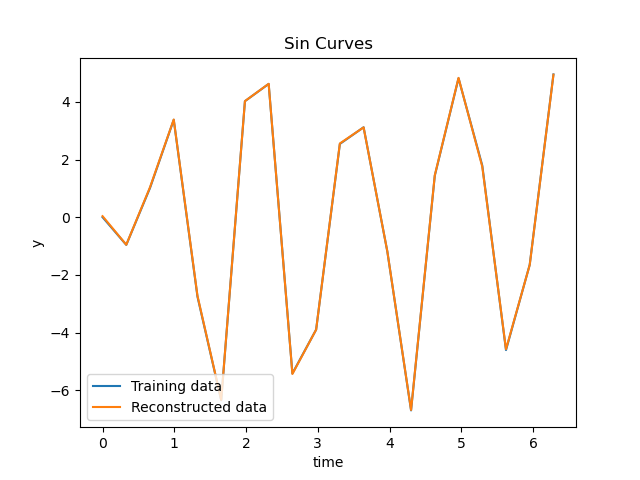 Sin Curves
4
2
0
−2
−4
−6
y
Training data
Reconstructed data
0 1 2 3 4 5 6
time